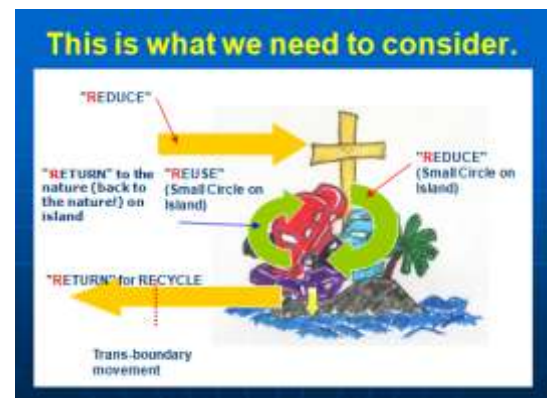 This is what we need to consider.
"REDUCE"
"RETURN" to the
nature (back to
the nature!) on
island
"REUSE"
(Small Circle on
Island)
"REDUCE"
(Small Circle on
Island)
"RETURN" for RECYCLE
Trans-boundary
movement